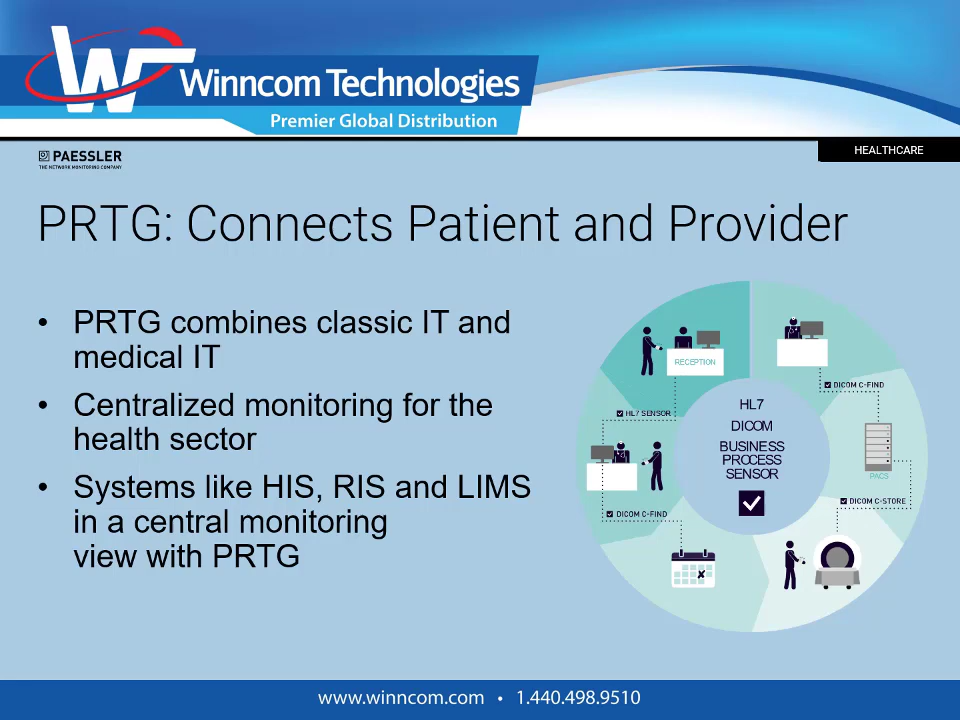 W
Winncom Technologies
Premier Global Distribution
PAESSLER
THE NETWORK MONITORING COMPANY
HEALTHCARE
PRTG: Connects Patient and Provider
• PRTG combines classic IT and
medical IT
• Centralized monitoring for the
health sector
• Systems like HIS, RIS and LIMS
in a central monitoring
view with PRTG
RECEPTION
DICOM C-FIND
HL7 SENSOR
HL7
DICOM
BUSINESS
PROCESS
SENSOR
PACS
DICOM C-STORE
DICOM C-FIND
www.winncom.com • 1.440.498.9510